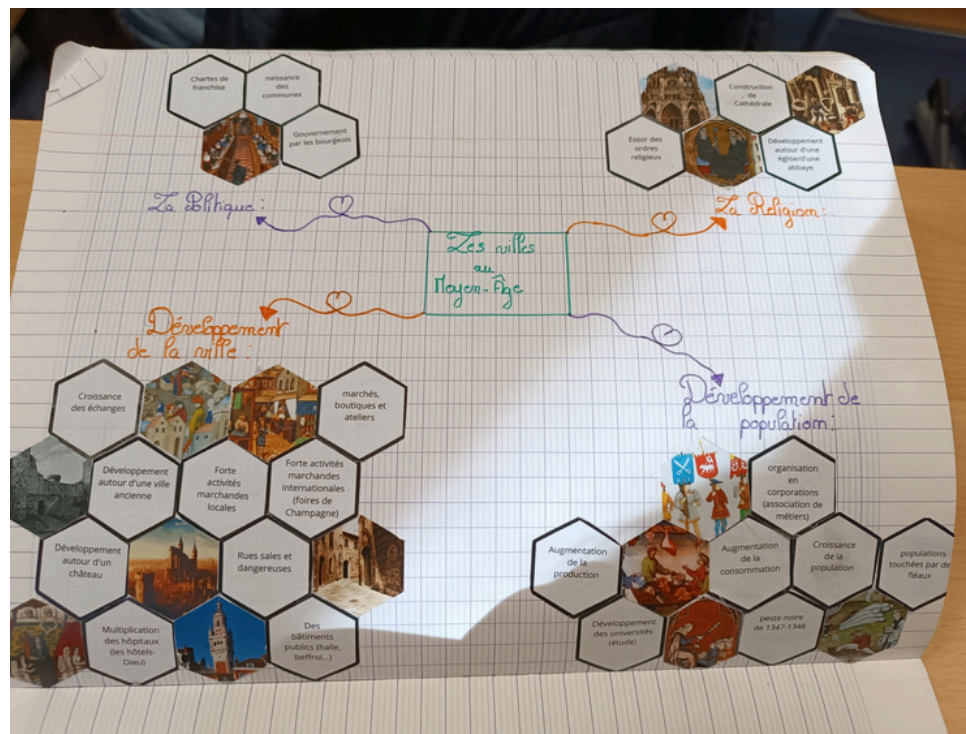 Chartes de
franchise
naissance
des
communes
Gouvernement
par les bourgeois
Construction
de
Cathédrale
Essor des
ordres
religieux
Développement
autour d'une
église/d'une
abbaye
La Politique :
La Religion :
Les villes
au
Moyen-Âge
Développement
de la ville :
Croissance
des échanges
marchés,
boutiques et
ateliers
Développement
autour d'une ville
ancienne
Forte
activités
marchandes
locales
Forte activités
marchandes
internationales
(foires de
Champagne)
Développement
autour d'un
château
Rues sales et
dangereuses
Multiplication
des hôpitaux
(les hôtels-
Dieu)
Des
bâtiments
publics (halle,
beffroi...)
Développement de
la population :
organisation
en
corporations
(association de
métiers)
Augmentation
de la
production
Augmentation
de la
consommation
Croissance
de la
population
populations
touchées par de
fléaux
Développement
des universités
(étude)
peste noire
de 1347-1348